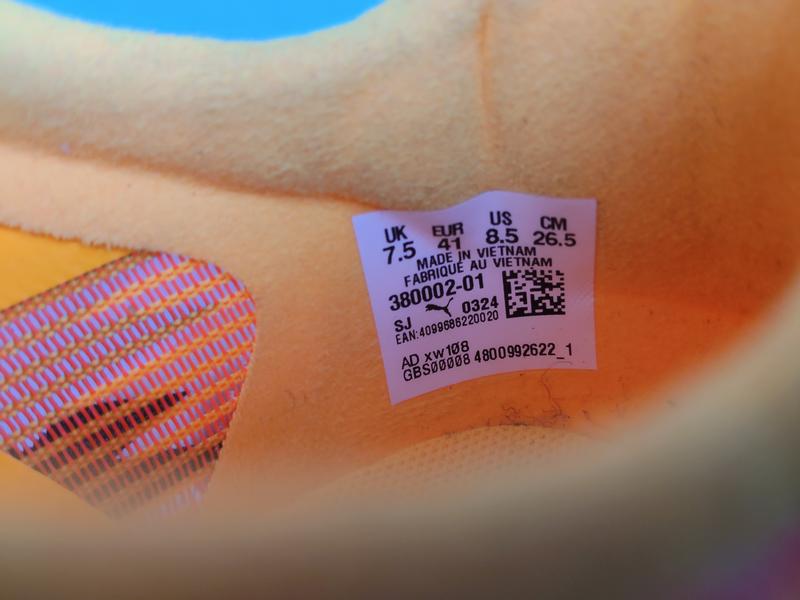 UK EUR US CM
7.5 41 8.5 26.5
MADE IN VIETNAM
FABRIQUÉ AU VIETNAM
380002-01
SJ 0324
EAN:4099686220020
AD xw108
GBS00008 4800992622_1